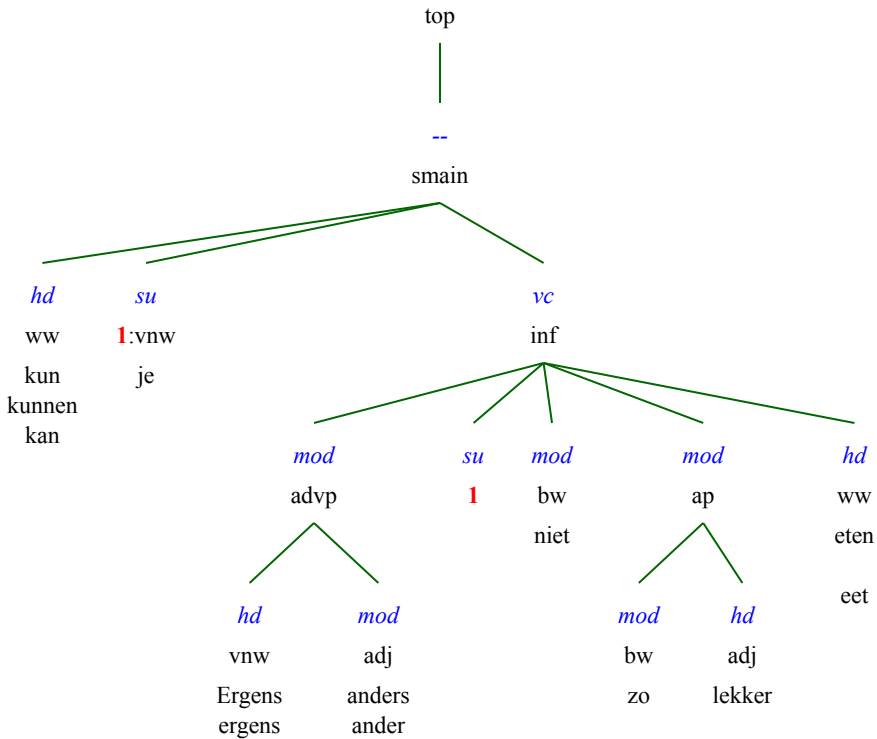 top
--
smain
hd su vc
ww 1:vnw inf
kun je
kunnen
kan
mod su mod mod hd
advp 1 bw ap ww
niet eten
eet
hd mod mod hd
vnw adj bw adj
Ergens anders zo lekker
ergens ander